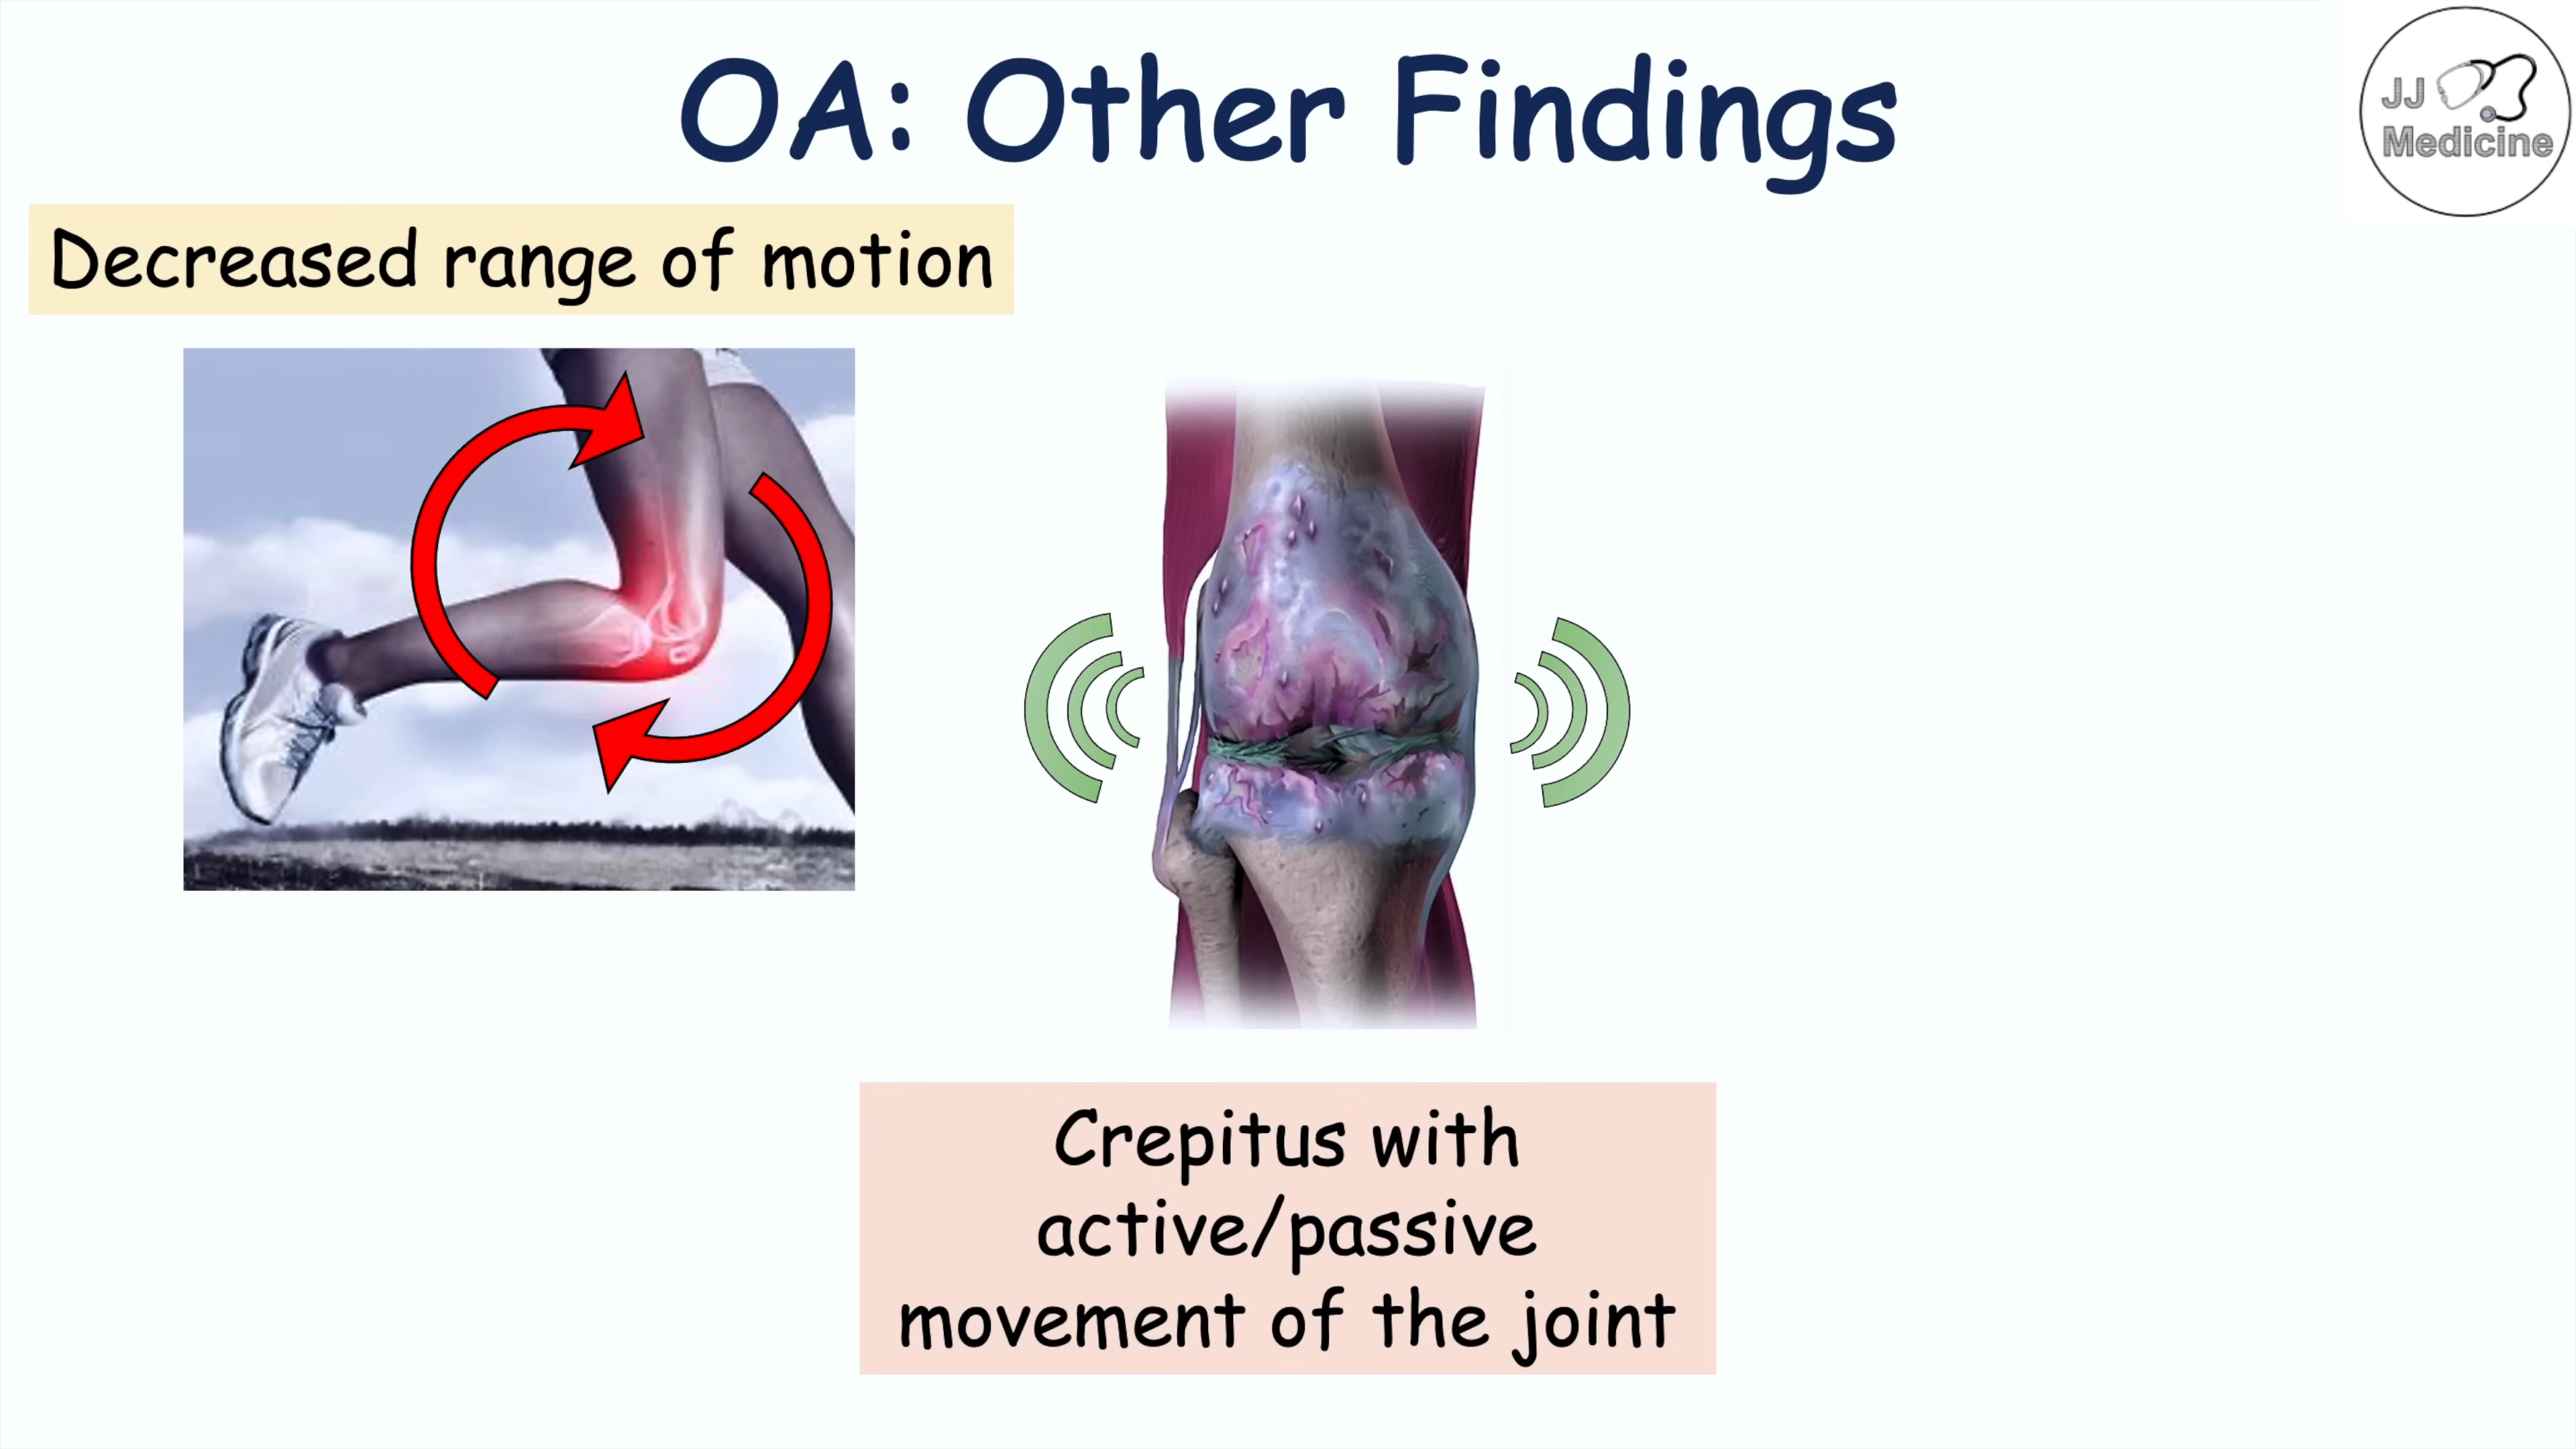 OA: Other Findings
JJ
Medicine
Decreased range of motion
Crepitus with
active/passive
movement of the joint